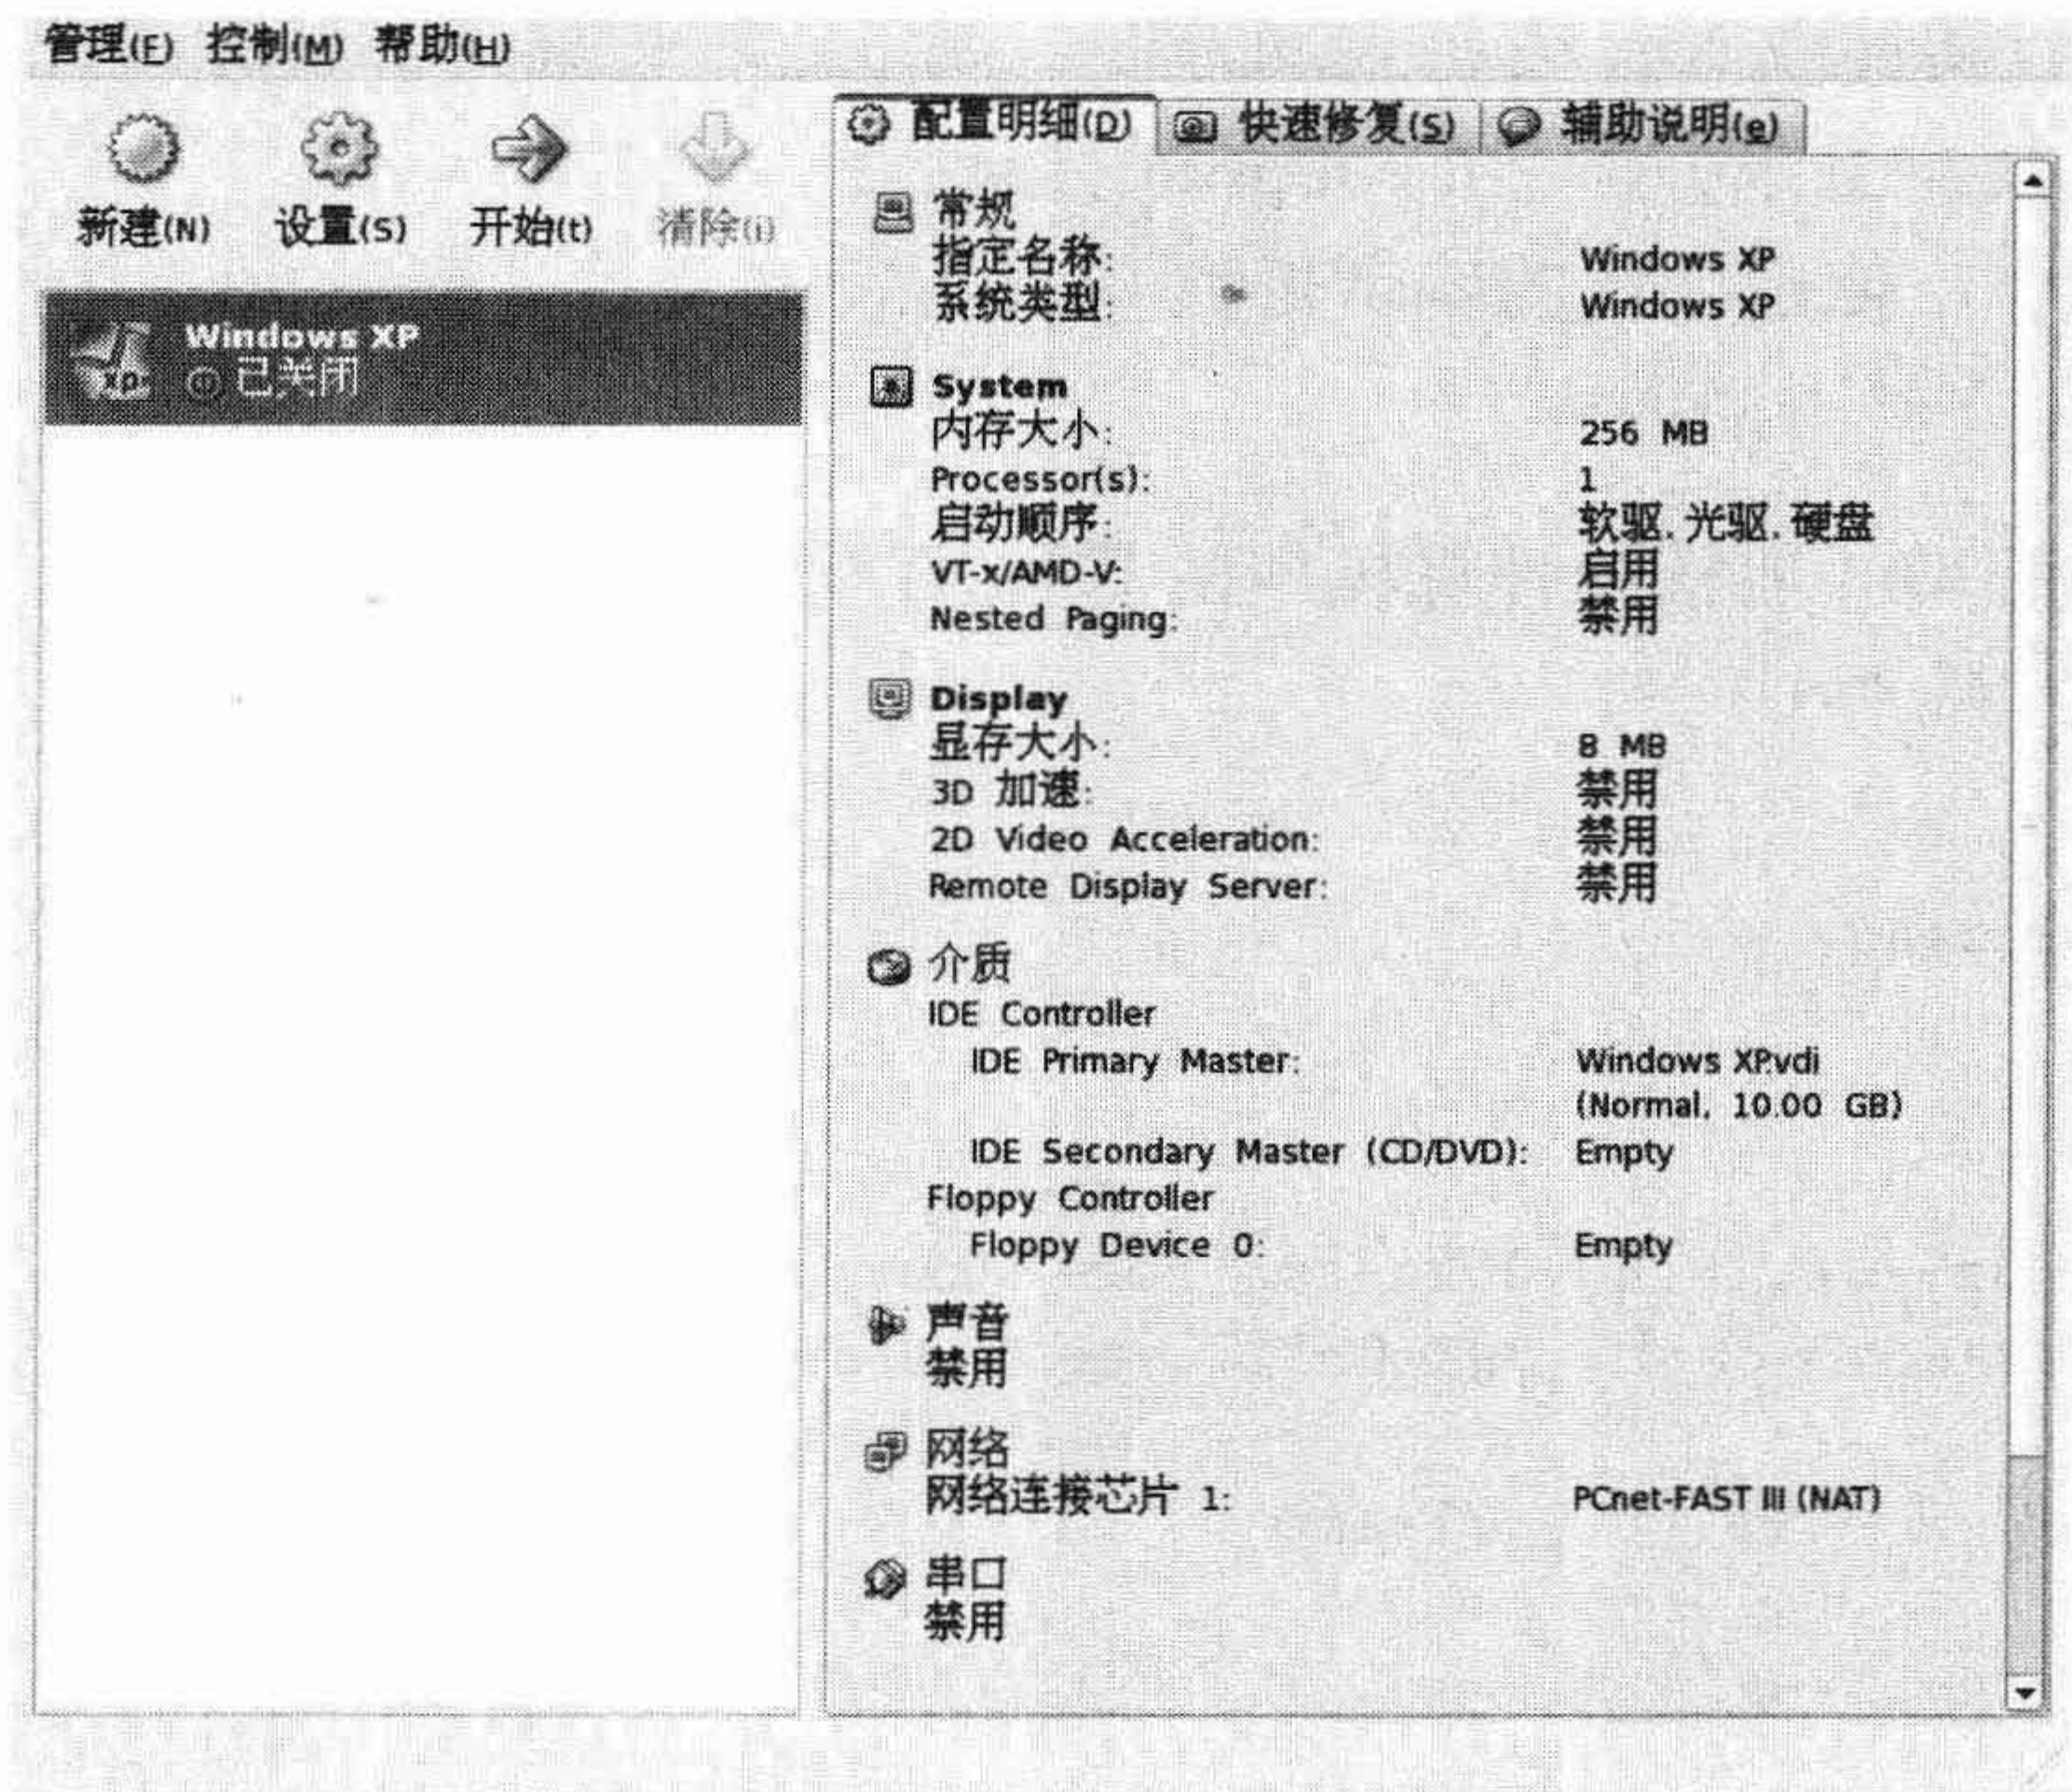 管理(F) 控制(M) 帮助(H)
新建(N) 设置(S) 开始(t) 清除(i)
Windows XP
已关闭
配置明细(D) 快速修复(S) 辅助说明(e)
常规
指定名称: Windows XP
系统类型: Windows XP
System
内存大小: 256 MB
Processor(s): 1
启动顺序: 软驱, 光驱, 硬盘
VT-x/AMD-V: 启用
Nested Paging: 禁用
Display
显存大小: 8 MB
3D 加速: 禁用
2D Video Acceleration: 禁用
Remote Display Server: 禁用
介质
IDE Controller
IDE Primary Master: Windows XP.vdi
(Normal, 10.00 GB)
IDE Secondary Master (CD/DVD): Empty
Floppy Controller
Floppy Device 0: Empty
声音
禁用
网络
网络连接芯片 1: PCnet-FAST III (NAT)
串口
禁用